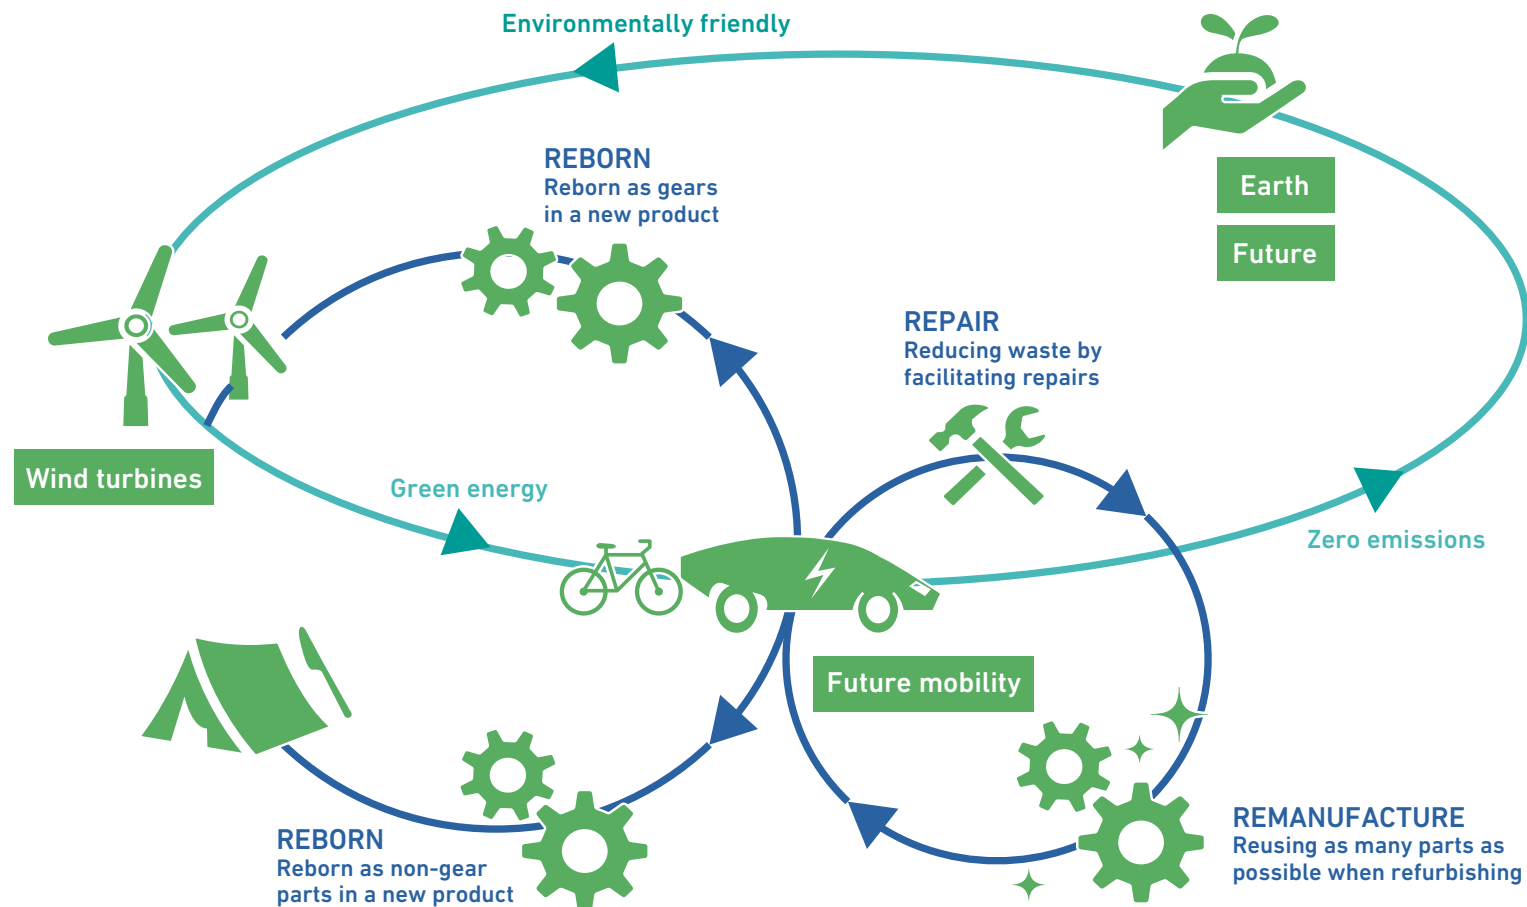 Environmentally friendly
REBORN
Reborn as gears
in a new product
Earth
Future
REPAIR
Reducing waste by
facilitating repairs
Wind turbines
Green energy
Zero emissions
Future mobility
REBORN
Reborn as non-gear
parts in a new product
REMANUFACTURE
Reusing as many parts as
possible when refurbishing